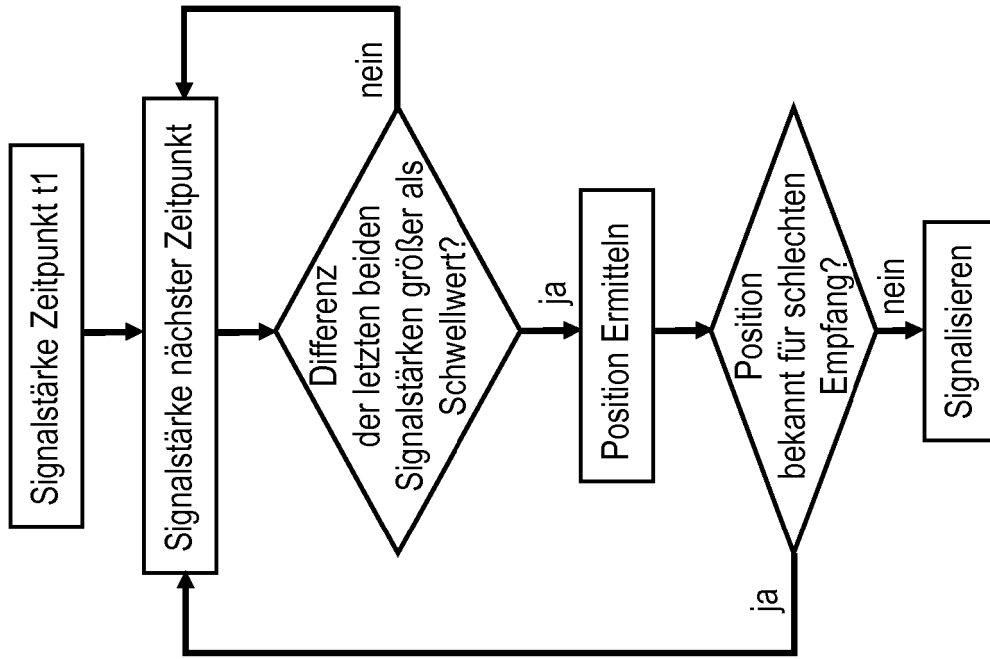 Signalstärke Zeitpunkt t1
Signalstärke nächster Zeitpunkt
nein
Differenz
der letzten beiden
Signalstärken größer als
Schwellwert?
ja
Position Ermitteln
Position
bekannt für schlechten
Empfang?
ja
nein
Signalisieren